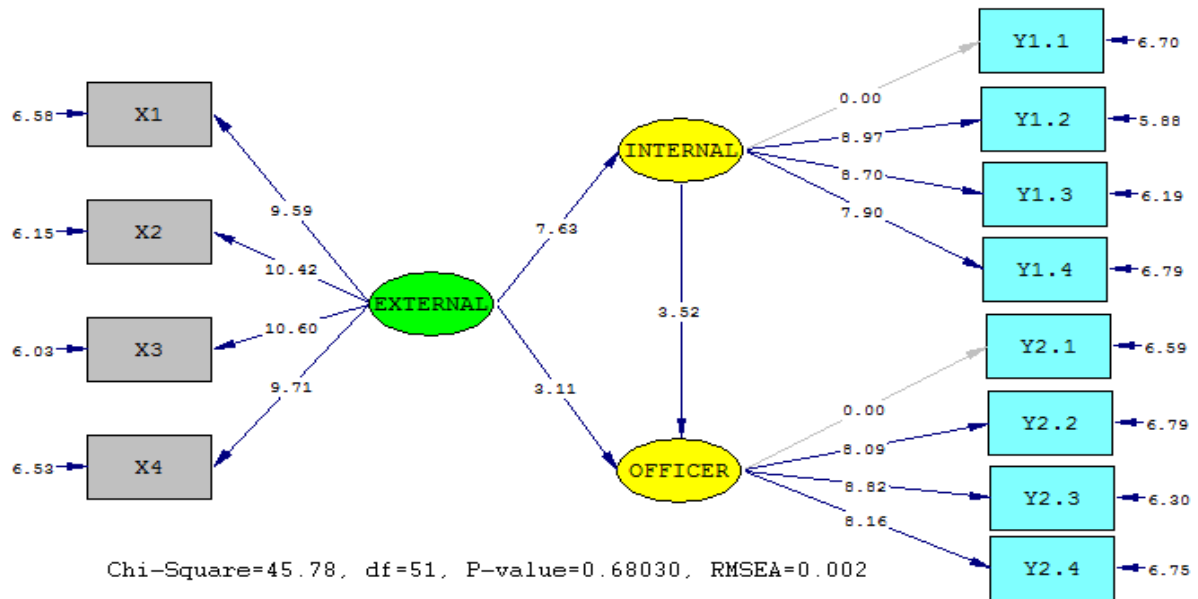 Y1.1
6.70
6.58
X1
0.00
Y1.2
5.88
INTERNAL
8.97
8.70
Y1.3
6.19
9.59
7.90
6.15
X2
7.63
Y1.4
6.79
10.42
EXTERNAL
3.52
Y2.1
6.59
10.60
6.03
X3
9.71
3.11
0.00
Y2.2
6.79
8.09
6.53
X4
OFFICER
8.82
Y2.3
6.30
8.16
Y2.4
6.75
Chi-Square=45.78, df=51, P-value=0.68030, RMSEA=0.002